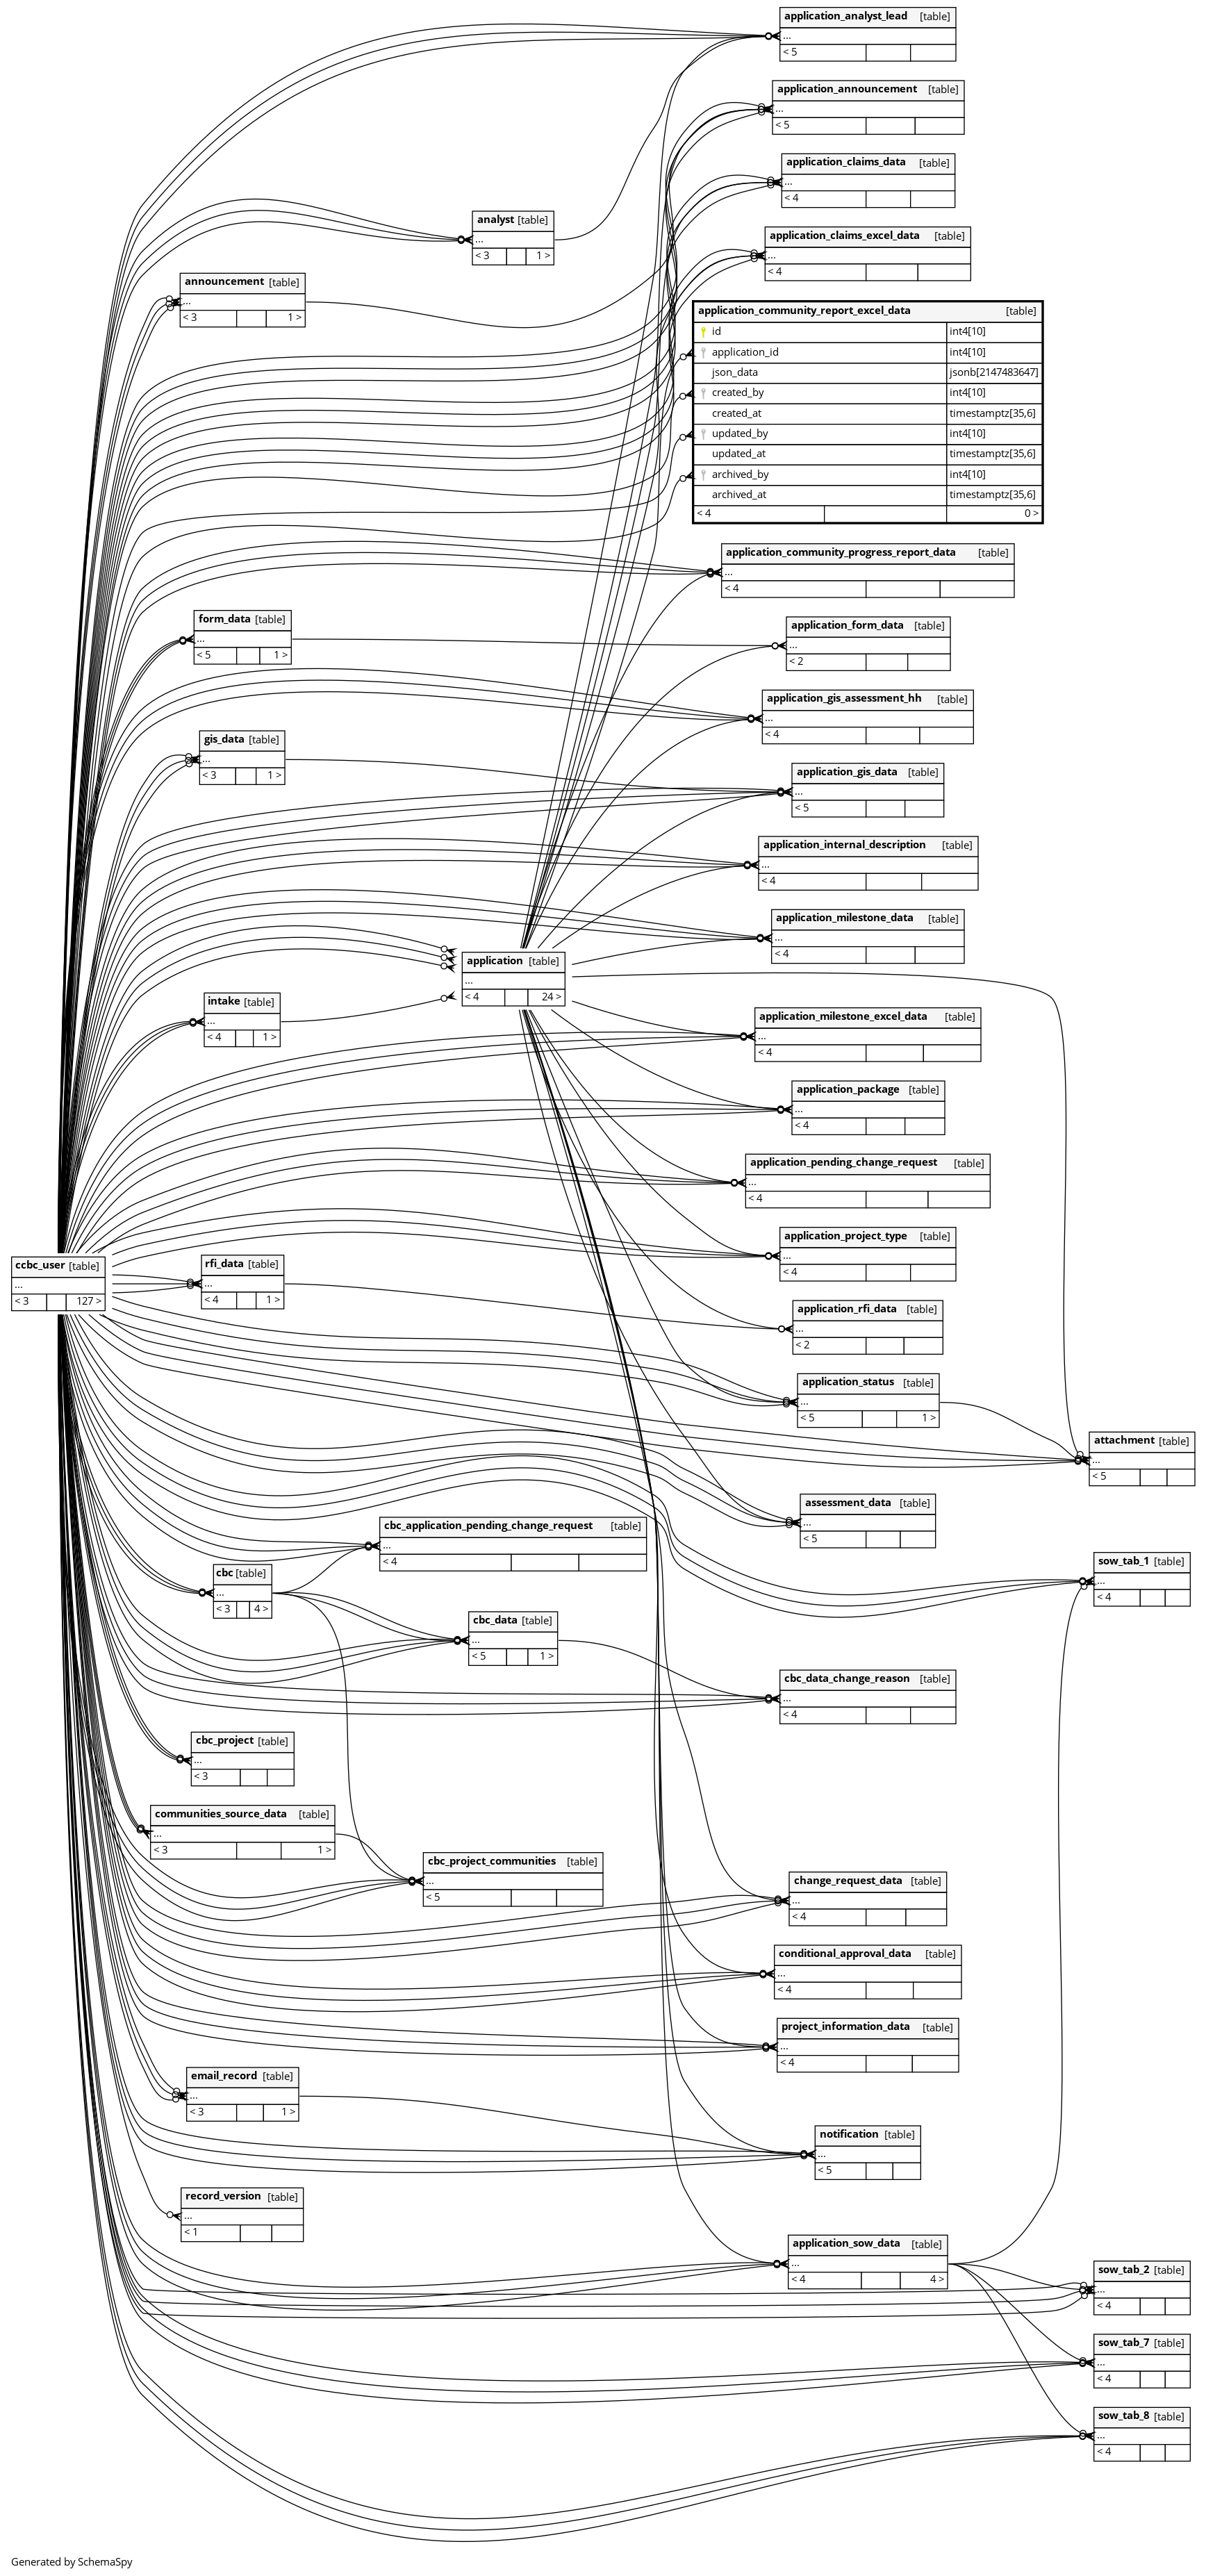 application_analyst_lead [table]
...
< 5
application_announcement [table]
...
< 5
application_claims_data [table]
...
< 4
analyst [table]
...
< 3 1 >
application_claims_excel_data [table]
...
< 4
announcement [table]
...
< 3 1 >
application_community_report_excel_data [table]
id int4[10]
application_id int4[10]
json_data jsonb[2147483647]
created_by int4[10]
created_at timestamptz[35,6]
updated_by int4[10]
updated_at timestamptz[35,6]
archived_by int4[10]
archived_at timestamptz[35,6]
< 4 0 >
application_community_progress_report_data [table]
...
< 4
form_data [table]
...
< 5 1 >
application_form_data [table]
...
< 2
application_gis_assessment_hh [table]
...
< 4
gis_data [table]
...
< 3 1 >
application_gis_data [table]
...
< 5
application_internal_description [table]
...
< 4
application_milestone_data [table]
...
< 4
application [table]
...
< 4 24 >
intake [table]
...
< 4 1 >
application_milestone_excel_data [table]
...
< 4
application_package [table]
...
< 4
application_pending_change_request [table]
...
< 4
application_project_type [table]
...
< 4
ccbc_user [table]
...
< 3 127 >
rfi_data [table]
...
< 4 1 >
application_rfi_data [table]
...
< 2
application_status [table]
...
< 5 1 >
attachment [table]
...
< 5
assessment_data [table]
...
< 5
cbc_application_pending_change_request [table]
...
< 4
sow_tab_1 [table]
...
< 4
cbc [table]
...
< 3 4 >
cbc_data [table]
...
< 5 1 >
cbc_data_change_reason [table]
...
< 4
cbc_project [table]
...
< 3
communities_source_data [table]
...
< 3 1 >
cbc_project_communities [table]
...
< 5
change_request_data [table]
...
< 4
conditional_approval_data [table]
...
< 4
project_information_data [table]
...
< 4
email_record [table]
...
< 3 1 >
notification [table]
...
< 5
record_version [table]
...
< 1
application_sow_data [table]
...
< 4 4 >
sow_tab_2 [table]
...
< 4
sow_tab_7 [table]
...
< 4
sow_tab_8 [table]
...
< 4
Generated by SchemaSpy